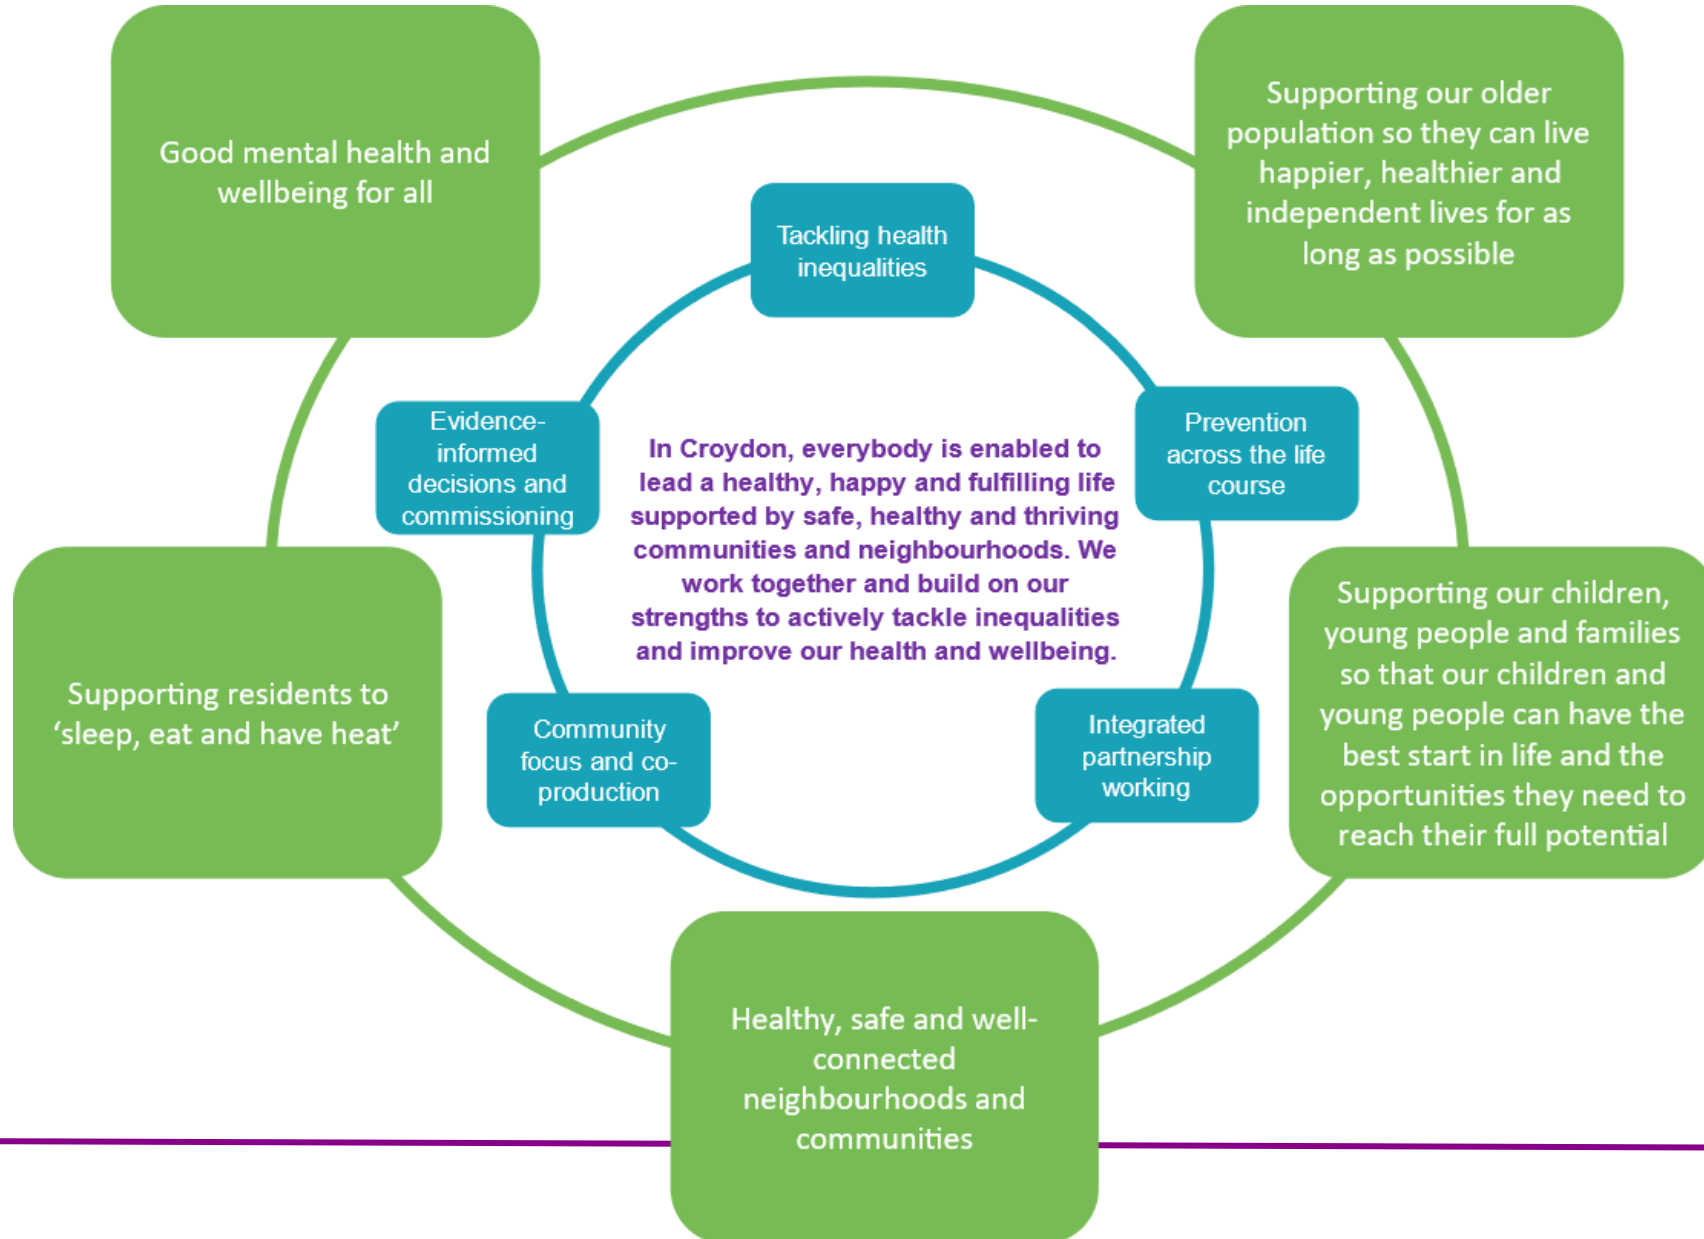 Good mental health and
wellbeing for all
Supporting our older
population so they can live
happier, healthier and
independent lives for as
long as possible
Tackling health
inequalities
Evidence-
informed
decisions and
commissioning
Prevention
across the life
course
In Croydon, everybody is enabled to
lead a healthy, happy and fulfilling life
supported by safe, healthy and thriving
communities and neighbourhoods. We
work together and build on our
strengths to actively tackle inequalities
and improve our health and wellbeing.
Supporting residents to
‘sleep, eat and have heat’
Community
focus and co-
production
Integrated
partnership
working
Supporting our children,
young people and families
so that our children and
young people can have the
best start in life and the
opportunities they need to
reach their full potential
Healthy, safe and well-
connected
neighbourhoods and
communities